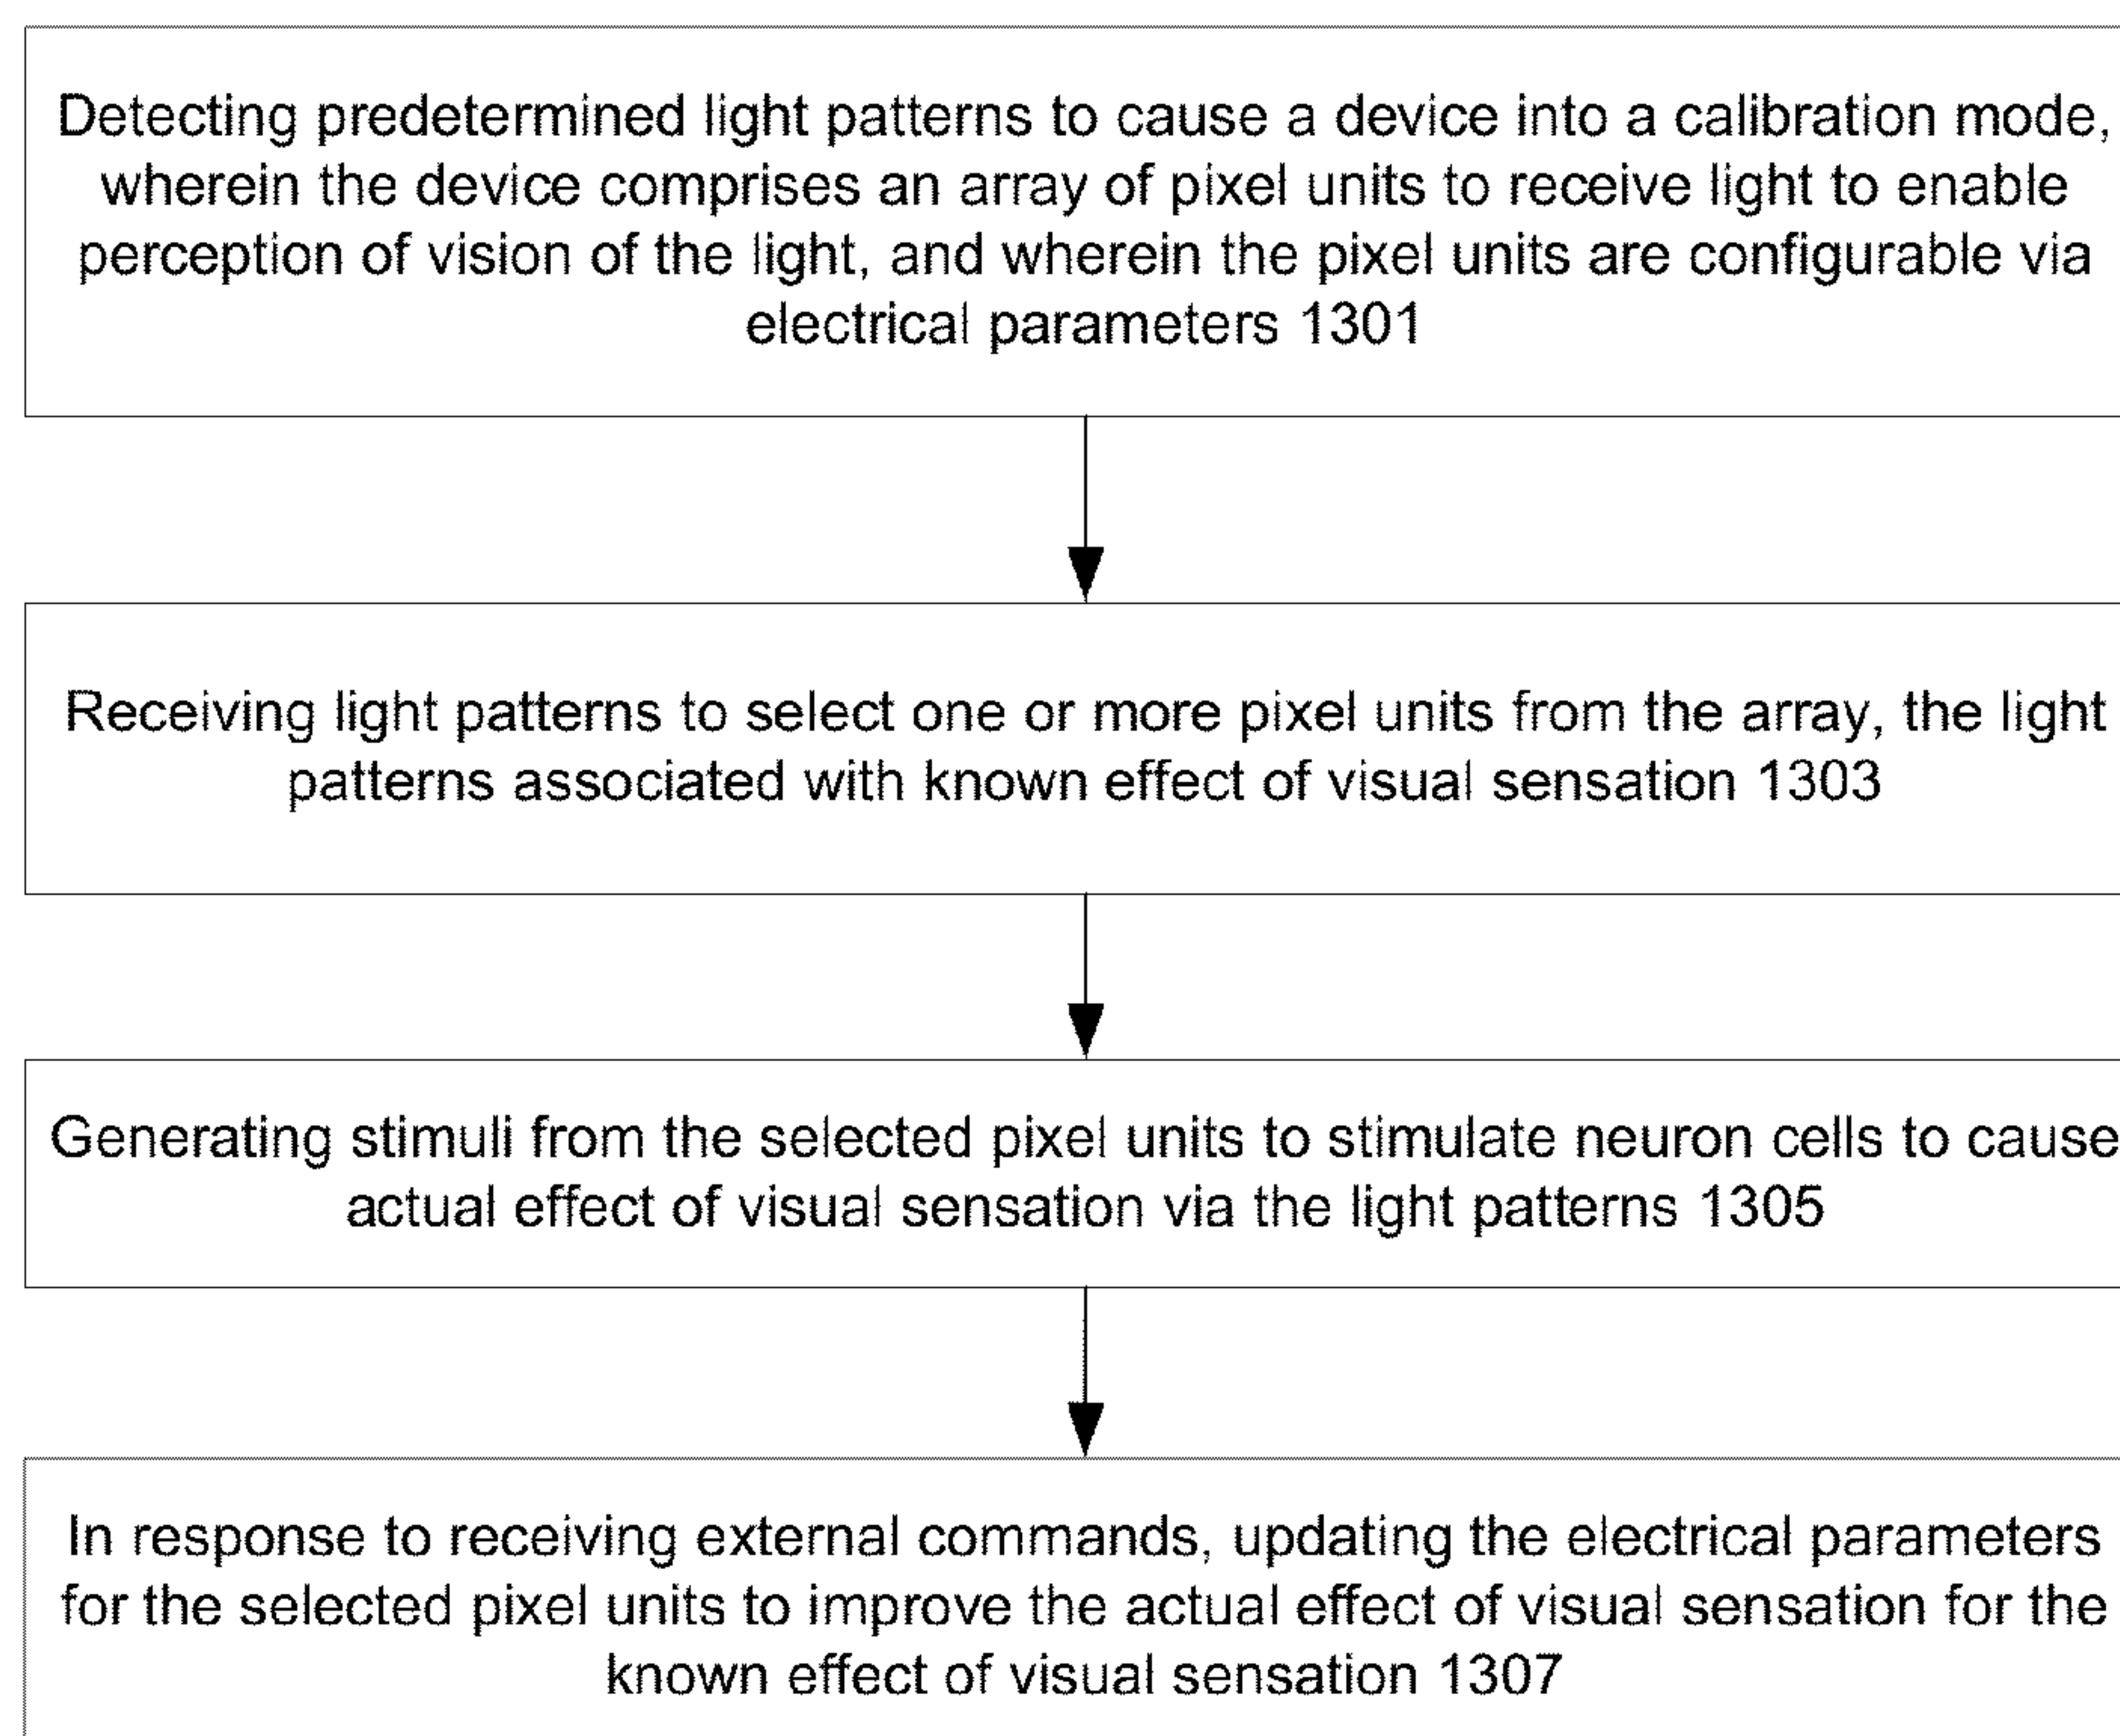 Detecting predetermined light patterns to cause a device into a calibration mode,
wherein the device comprises an array of pixel units to receive light to enable
perception of vision of the light, and wherein the pixel units are configurable via
electrical parameters 1301
Receiving light patterns to select one or more pixel units from the array, the light
patterns associated with known effect of visual sensation 1303
Generating stimuli from the selected pixel units to stimulate neuron cells to cause
actual effect of visual sensation via the light patterns 1305
In response to receiving external commands, updating the electrical parameters
for the selected pixel units to improve the actual effect of visual sensation for the
known effect of visual sensation 1307